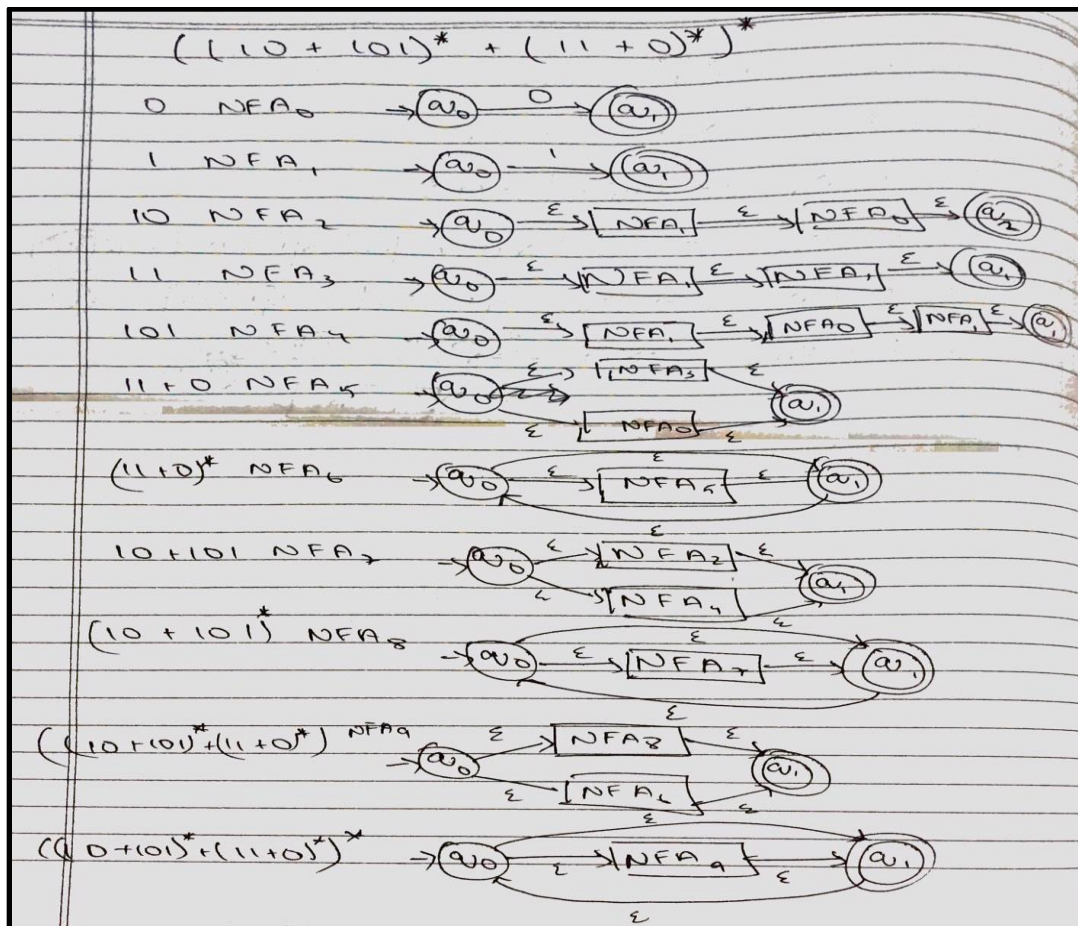 ((10 + 101)* + (11 + 0)*)*
0 NFA₀ q₀ 0 q₁
1 NFA₁ q₀ 1 q₁
10 NFA₂ q₀ ε NFA₁ ε NFA₀ ε q₂
11 NFA₃ q₀ ε NFA₁ ε NFA₁ ε q₁
101 NFA₄ q₀ ε NFA₁ ε NFA₀ ε NFA₁ ε q₁
11+0 NFA₅ q₀ ε NFA₃ ε q₁
ε NFA₀ ε
ε
(11+0)* NFA₆ q₀ ε NFA₅ ε q₁
ε
10+101 NFA₇ q₀ ε NFA₂ ε q₁
ε NFA₄ ε
ε
(10 + 101)* NFA₈ q₀ ε NFA₇ ε q₁
ε
((10+101)*+(11+0)*) NFA₉ q₀ ε NFA₈ ε q₁
ε NFA₆ ε
ε
((10+101)*+(11+0)*)* q₀ ε NFA₉ ε q₁
ε